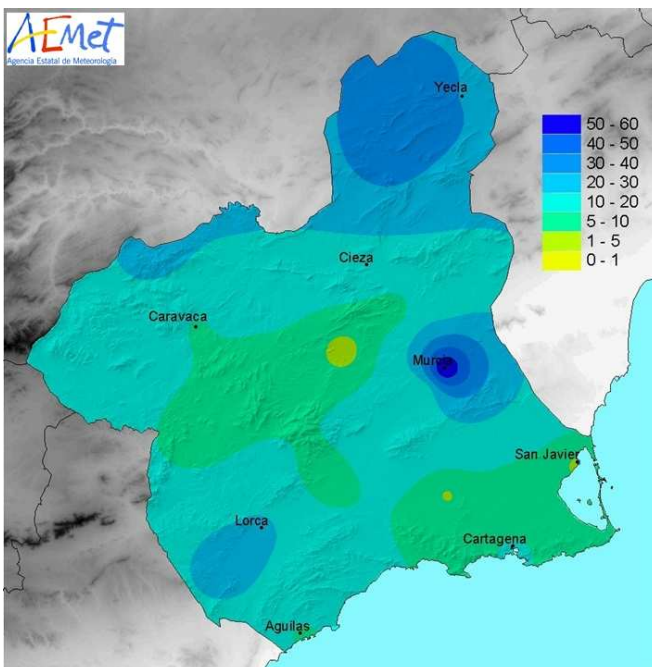 AEMet
Agencia Estatal de Meteorología
Yecla
50 - 60
40 - 50
30 - 40
20 - 30
10 - 20
5 - 10
1 - 5
0 - 1
Cieza
Caravaca
Murcia
San Javier
Lorca
Cartagena
Aguilas